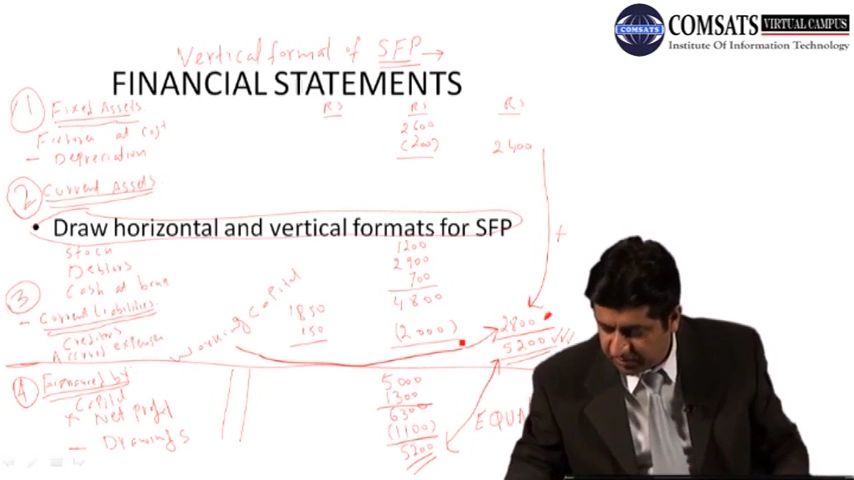 COMSATS VIRTUAL CAMPUS
Institute Of Information Technology
Vertical format of SFP →
FINANCIAL STATEMENTS
1 Fixed Assets Rs Rs Rs
Fixtures at cost 2600
- Depreciation (200) 2400
2 Current Assets
• Draw horizontal and vertical formats for SFP
Stock 1200
Debtors 2900
Cash at bank 700
4800
3
- Current Liabilities
Creditors 1850
Accrued expenses 150 (2000) 2800
Working Capital
5200
4 Financed by
Capital 5000
+ Net Profit 1300
6300
- Drawings (1100)
5200
EQUA